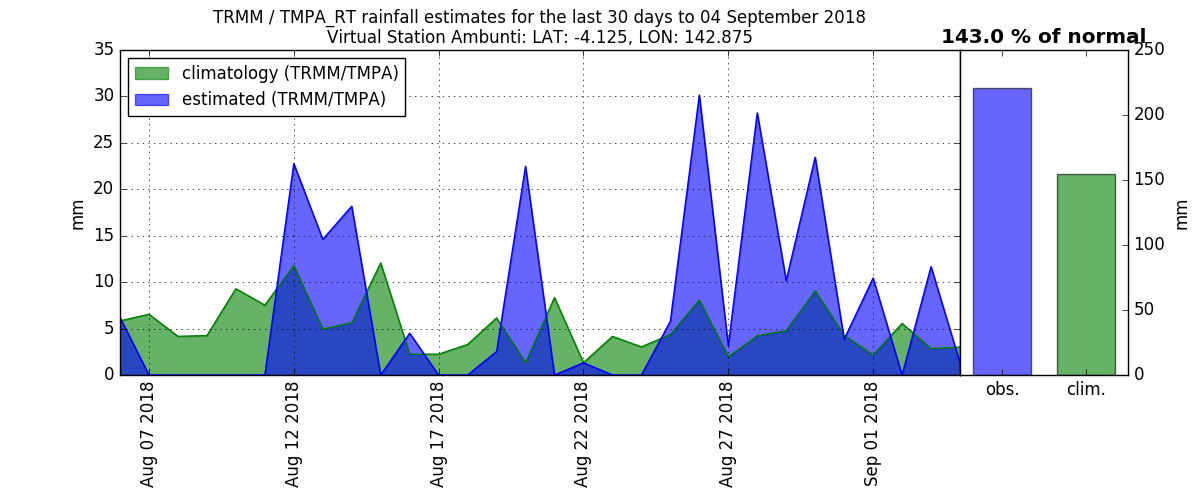 TRMM / TMPA_RT rainfall estimates for the last 30 days to 04 September 2018
Virtual Station Ambunti: LAT: -4.125, LON: 142.875
143.0 % of normal
climatology (TRMM/TMPA)
estimated (TRMM/TMPA)
mm
35
30
25
20
15
10
5
0
Aug 07 2018
Aug 12 2018
Aug 17 2018
Aug 22 2018
Aug 27 2018
Sep 01 2018
250
200
150
100
50
0
mm
obs.
clim.